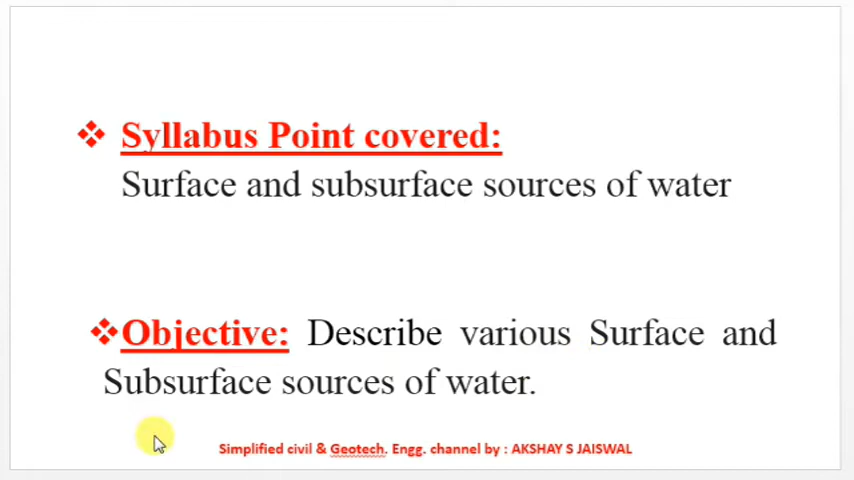 Syllabus Point covered:
Surface and subsurface sources of water
Objective: Describe various Surface and
Subsurface sources of water.
Simplified civil & Geotech. Engg. channel by : AKSHAY S JAISWAL